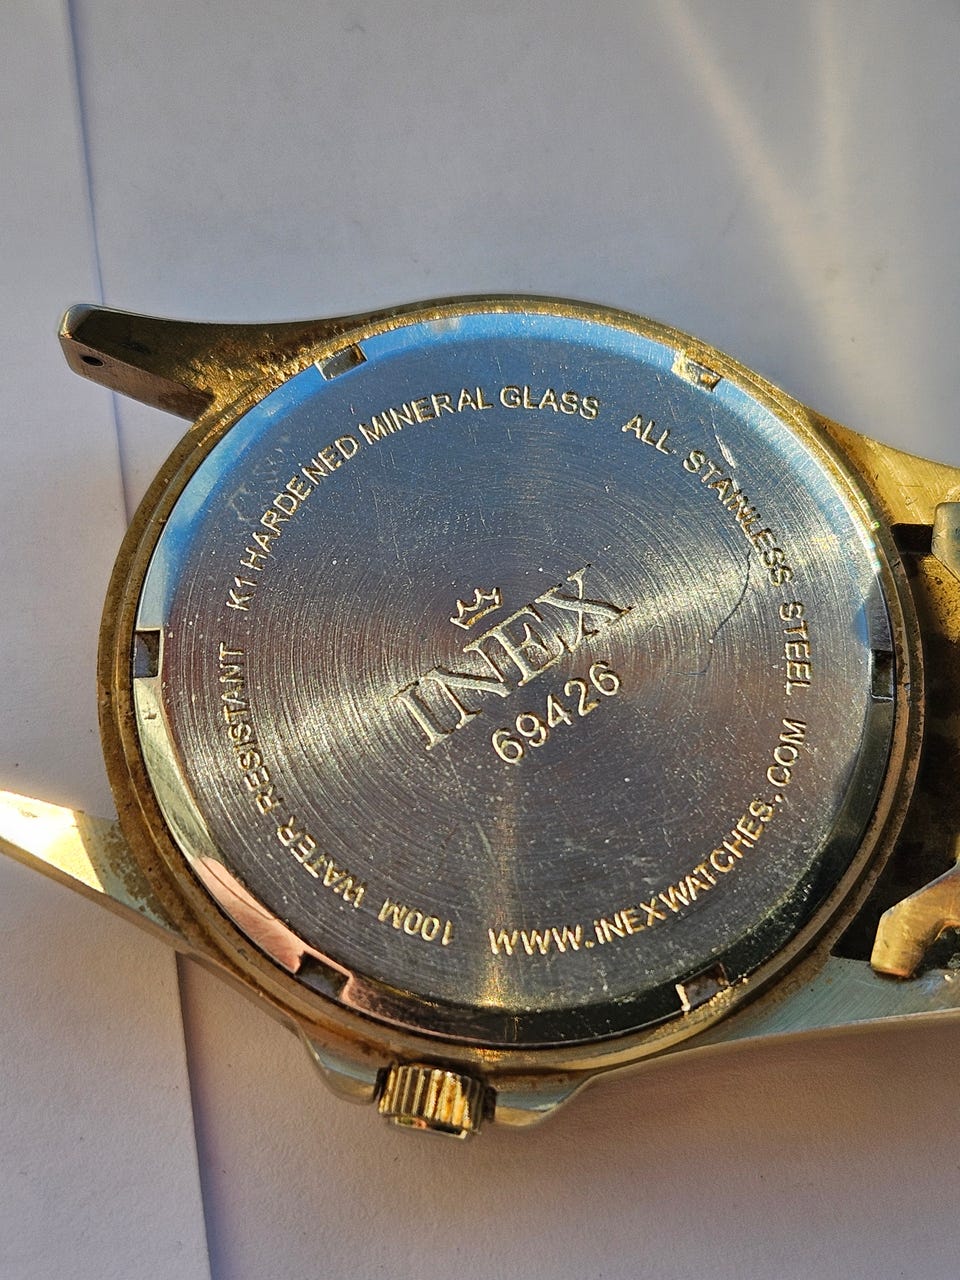 INEX
69426
K1 HARDENED MINERAL GLASS
ALL STAINLESS STEEL
WWW.iNEXWATCHES.COM
100M WATER RESISTANT